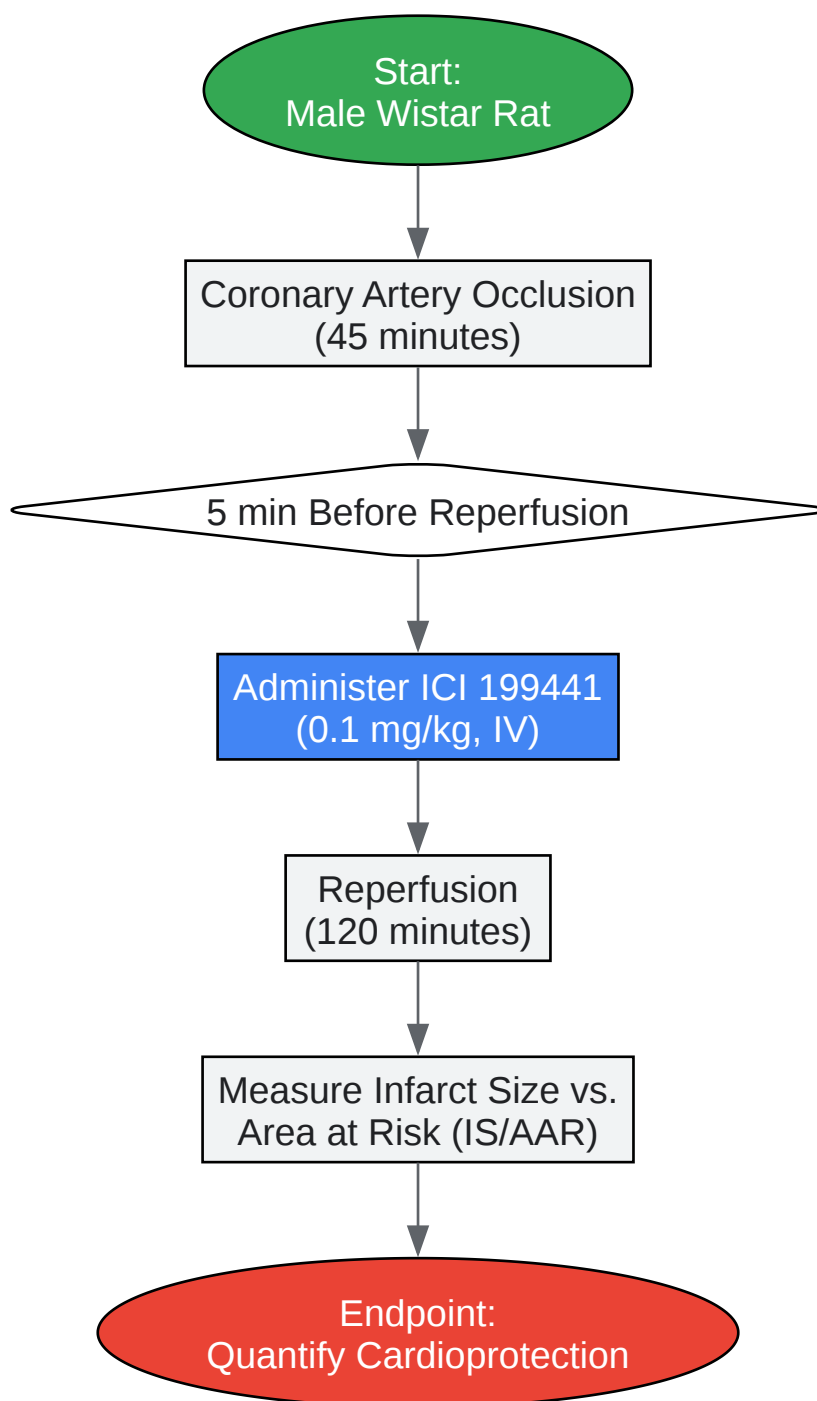 Start:
Male Wistar Rat
Coronary Artery Occlusion
(45 minutes)
5 min Before Reperfusion
Administer ICI 199441
(0.1 mg/kg, IV)
Reperfusion
(120 minutes)
Measure Infarct Size vs.
Area at Risk (IS/AAR)
Endpoint:
Quantify Cardioprotection